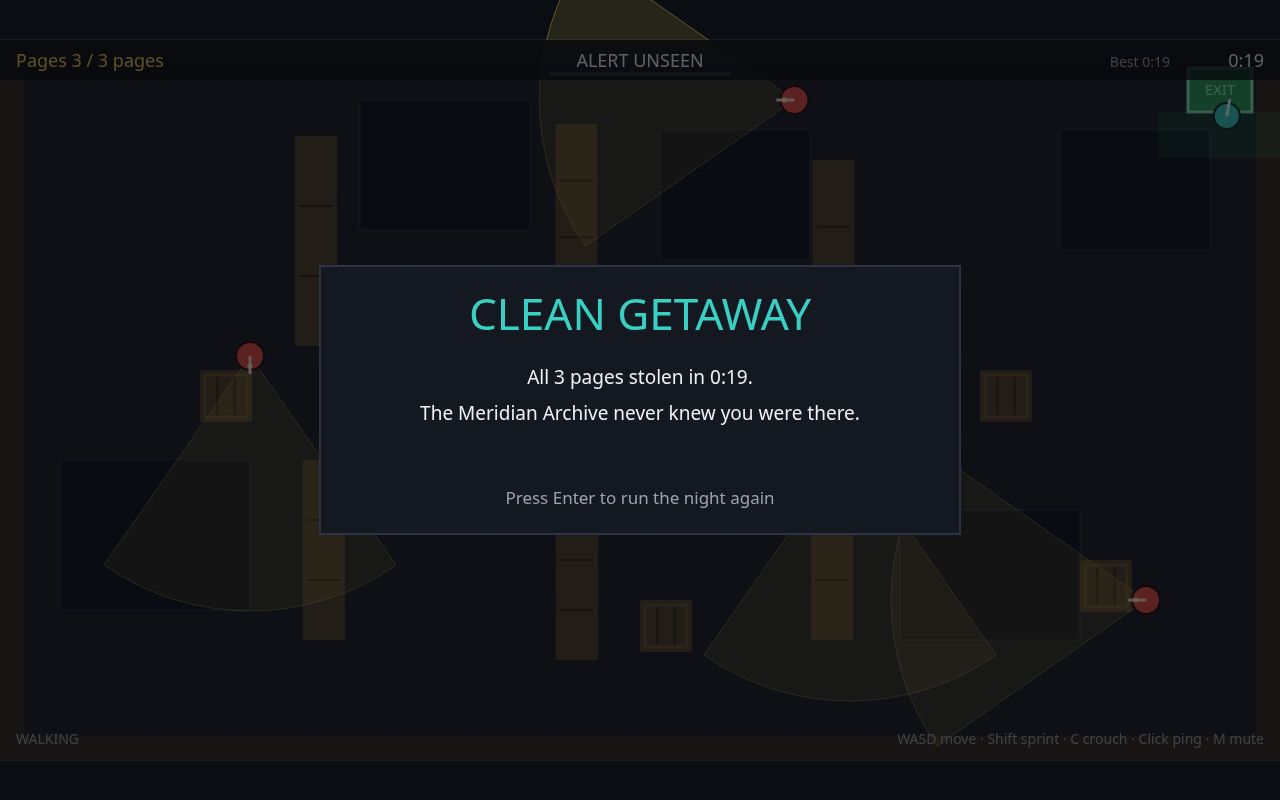 Pages 3 / 3 pages
ALERT UNSEEN
Best 0:19
0:19
EXIT
CLEAN GETAWAY
All 3 pages stolen in 0:19.
The Meridian Archive never knew you were there.
Press Enter to run the night again
WALKING
WASD move · Shift sprint · C crouch · Click ping · M mute